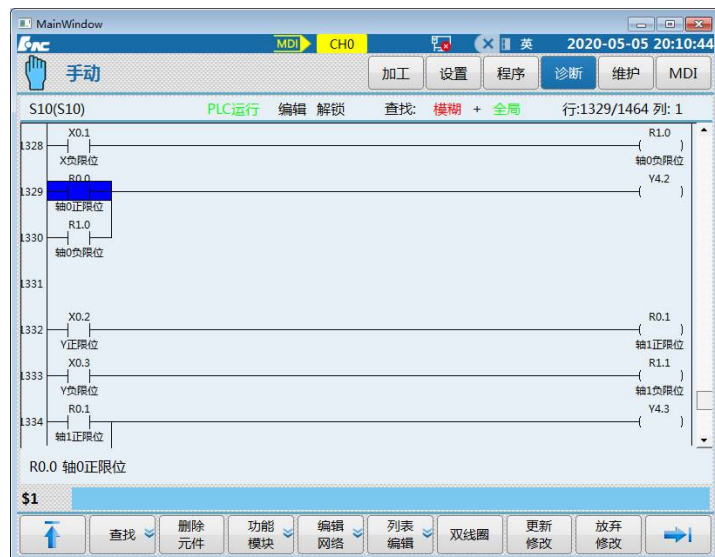 MainWindow
MDI CH0 英 2020-05-05 20:10:44
手动 加工 设置 程序 诊断 维护 MDI
S10(S10) PLC运行 编辑 解锁 查找: 模糊 + 全局 行:1329/1464 列: 1
X0.1 R1.0
1328
X负限位 轴0负限位
R0.0 Y4.2
1329
轴0正限位
R1.0
1330
轴0负限位
1331
X0.2 R0.1
1332
Y正限位 轴1正限位
X0.3 R1.1
1333
Y负限位 轴1负限位
R0.1 Y4.3
1334
轴1正限位
R0.0 轴0正限位
$1
查找 删除元件 功能模块 编辑网络 列表编辑 双线圈 更新修改 放弃修改